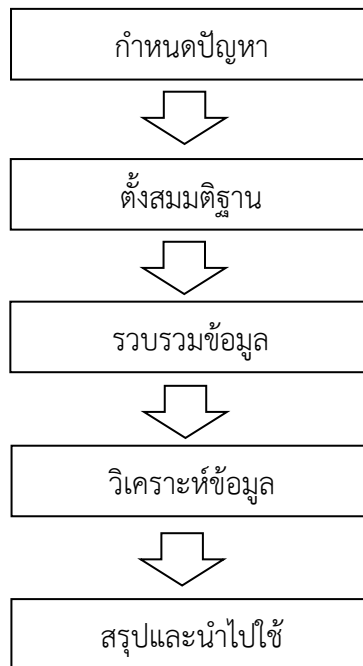 กำหนดปัญหา
ตั้งสมมติฐาน
รวบรวมข้อมูล
วิเคราะห์ข้อมูล
สรุปและนำไปใช้